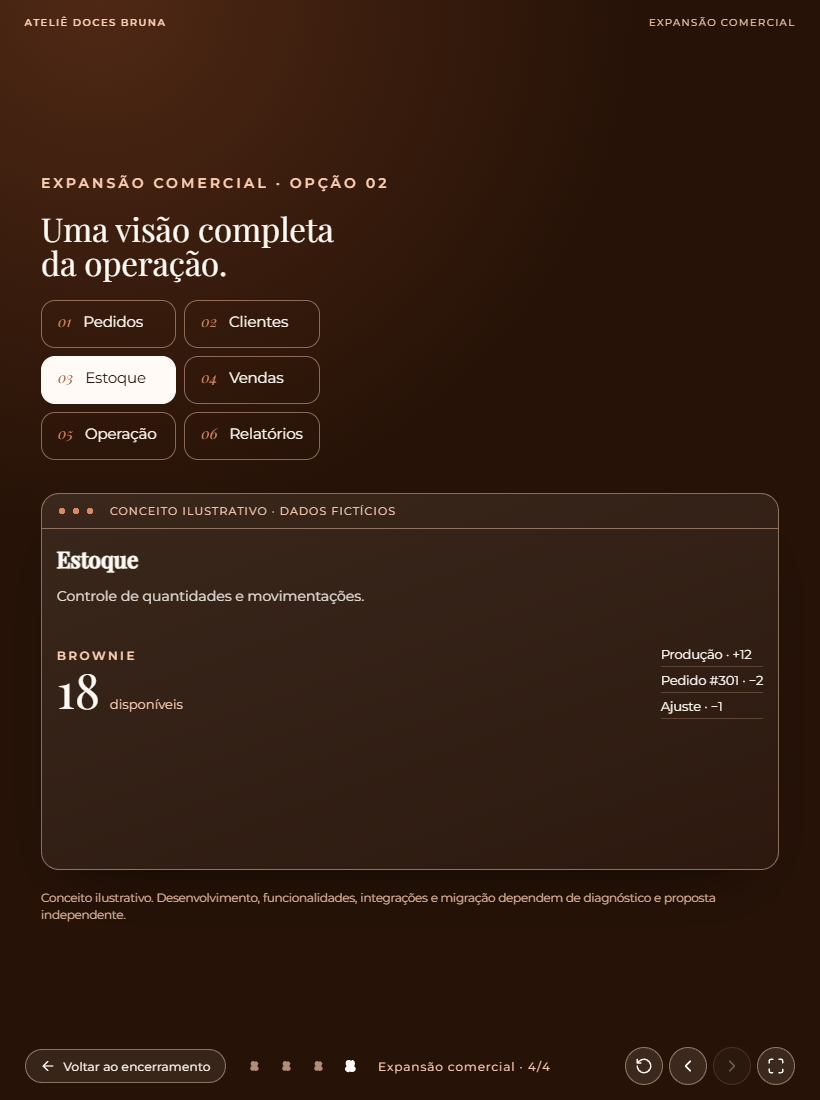 ATELIÊ DOCES BRUNA
EXPANSÃO COMERCIAL
EXPANSÃO COMERCIAL · OPÇÃO 02
Uma visão completa
da operação.
01 Pedidos
02 Clientes
03 Estoque
04 Vendas
05 Operação
06 Relatórios
CONCEITO ILUSTRATIVO · DADOS FICTÍCIOS
Estoque
Controle de quantidades e movimentações.
BROWNIE
18 disponíveis
Produção · +12
Pedido #301 · −2
Ajuste · −1
Conceito ilustrativo. Desenvolvimento, funcionalidades, integrações e migração dependem de diagnóstico e proposta
independente.
Voltar ao encerramento
Expansão comercial · 4/4